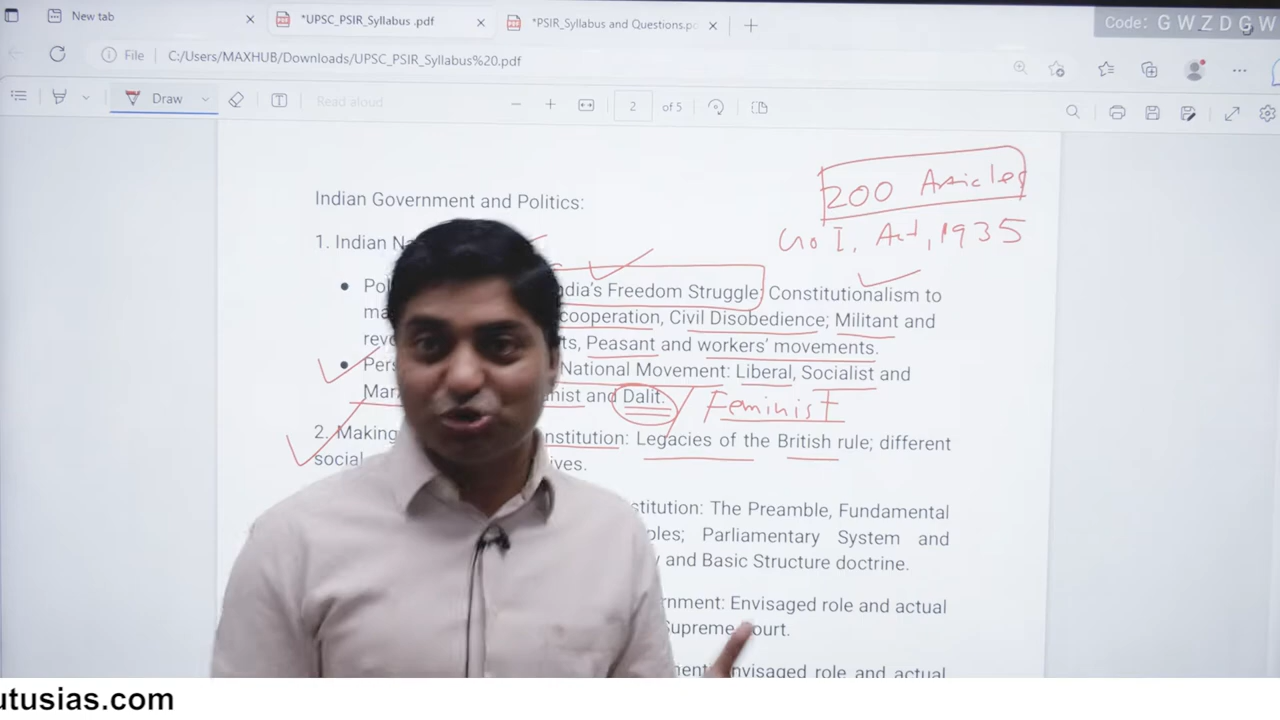 New tab
*UPSC_PSIR_Syllabus .pdf
*PSIR_Syllabus and Questions.pd
Code: G W Z D G W
File C:/Users/MAXHUB/Downloads/UPSC_PSIR_Syllabus%20.pdf
Draw
Read aloud
2 of 5
200 Articles
GoI, Act, 1935
Indian Government and Politics:
1. Indian Na
Pol ndia's Freedom Struggle; Constitutionalism to
ma cooperation, Civil Disobedience; Militant and
revo ts, Peasant and workers' movements.
Pers National Movement: Liberal, Socialist and
Mar nist and Dalit. / Feminist
2. Making nstitution: Legacies of the British rule; different
social ives.
stitution: The Preamble, Fundamental
ples; Parliamentary System and
y and Basic Structure doctrine.
rnment: Envisaged role and actual
Supreme Court.
ment: Envisaged role and actual
utusias.com